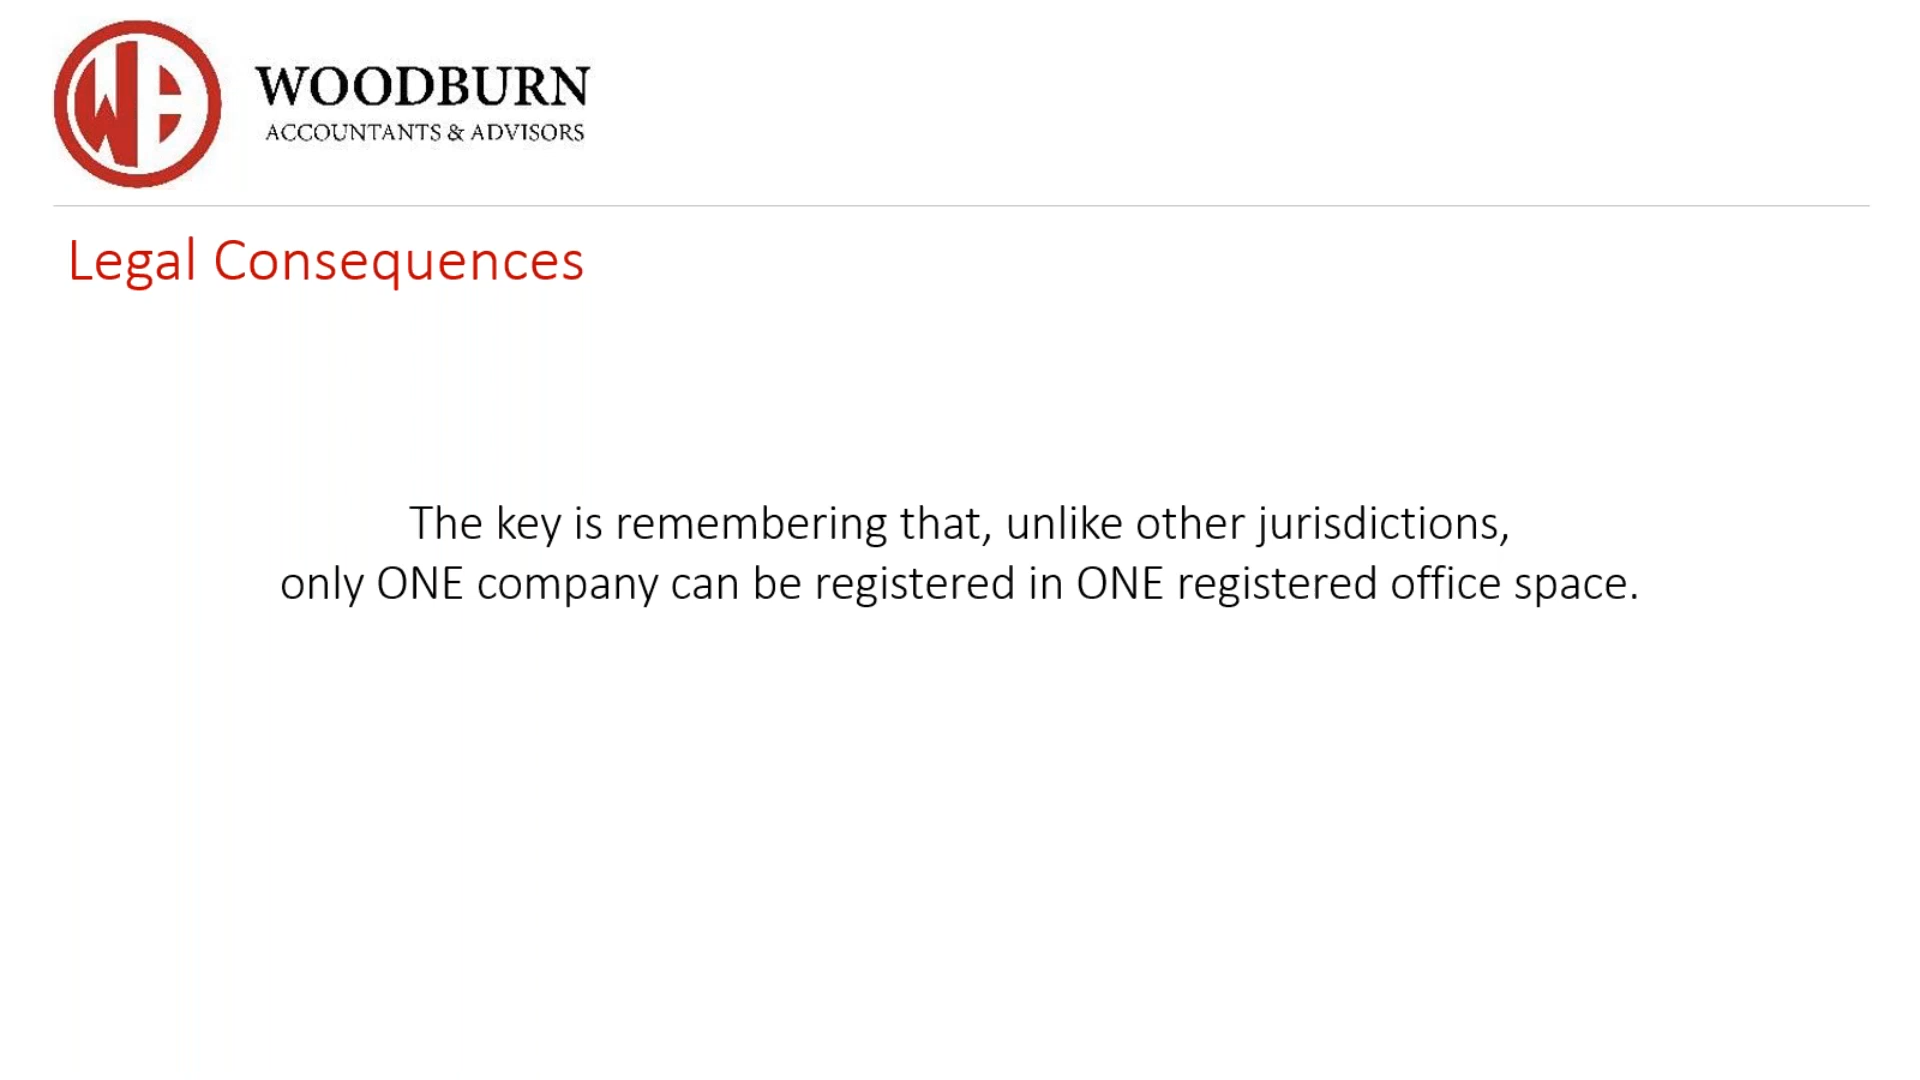 WOODBURN
ACCOUNTANTS & ADVISORS
Legal Consequences
The key is remembering that, unlike other jurisdictions,
only ONE company can be registered in ONE registered office space.